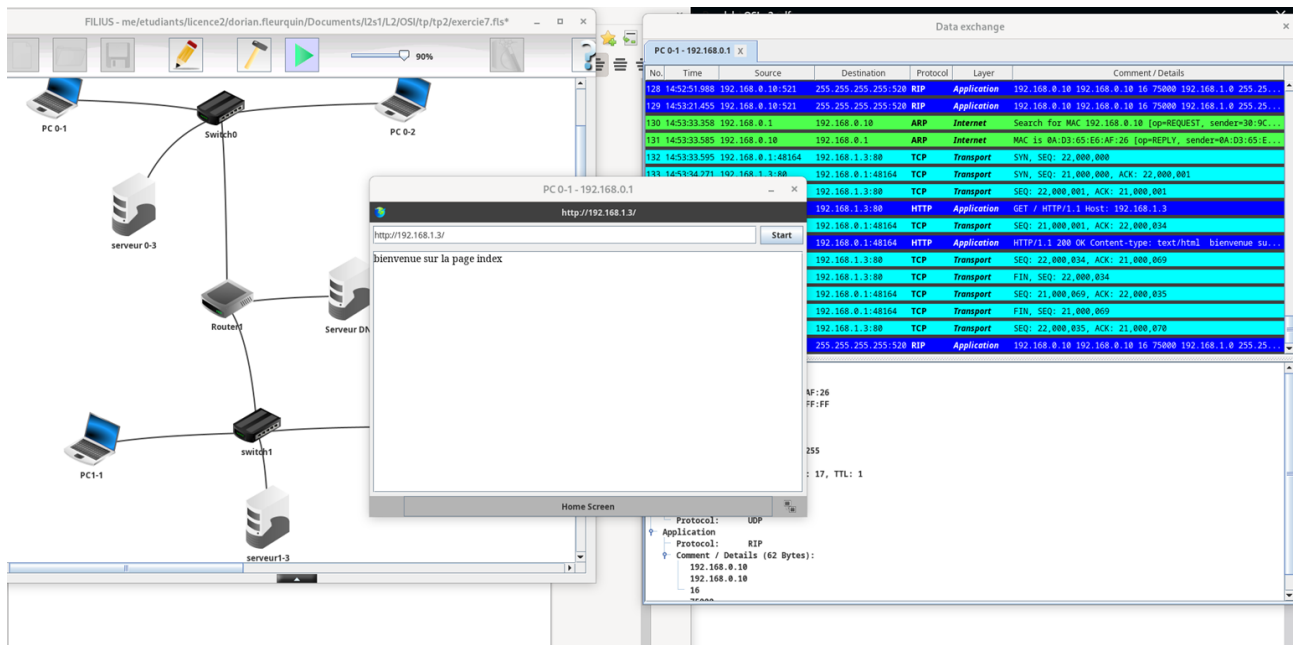 FILIUS - me/etudiants/licence2/dorian.fleurquin/Documents/l2s1/L2/OSI/tp/tp2/exercie7.fls*
90%
PC 0-1
Switch0
PC 0-2
serveur 0-3
Router1
Serveur DN
PC1-1
switch1
serveur1-3
Data exchange
PC 0-1 - 192.168.0.1 X
No. Time Source Destination Protocol Layer Comment / Details
128 14:52:51.988 192.168.0.10:521 255.255.255.255:520 RIP Application 192.168.0.10 192.168.0.10 16 75000 192.168.1.0 255.25...
129 14:53:21.455 192.168.0.10:521 255.255.255.255:520 RIP Application 192.168.0.10 192.168.0.10 16 75000 192.168.1.0 255.25...
130 14:53:33.358 192.168.0.1 192.168.0.10 ARP Internet Search for MAC 192.168.0.10 [op=REQUEST, sender=30:9C...
131 14:53:33.585 192.168.0.10 192.168.0.1 ARP Internet MAC is 0A:D3:65:E6:AF:26 [op=REPLY, sender=0A:D3:65:E...
132 14:53:33.595 192.168.0.1:48164 192.168.1.3:80 TCP Transport SYN, SEQ: 22,000,000
133 14:53:34.271 192.168.1.3:80 192.168.0.1:48164 TCP Transport SYN, SEQ: 21,000,000, ACK: 22,000,001
192.168.1.3:80 TCP Transport SEQ: 22,000,001, ACK: 21,000,001
192.168.1.3:80 HTTP Application GET / HTTP/1.1 Host: 192.168.1.3
192.168.0.1:48164 TCP Transport SEQ: 21,000,001, ACK: 22,000,034
192.168.0.1:48164 HTTP Application HTTP/1.1 200 OK Content-type: text/html bienvenue su...
192.168.1.3:80 TCP Transport SEQ: 22,000,034, ACK: 21,000,069
192.168.1.3:80 TCP Transport FIN, SEQ: 22,000,034
192.168.0.1:48164 TCP Transport SEQ: 21,000,069, ACK: 22,000,035
192.168.0.1:48164 TCP Transport FIN, SEQ: 21,000,069
192.168.1.3:80 TCP Transport SEQ: 22,000,035, ACK: 21,000,070
255.255.255.255:520 RIP Application 192.168.0.10 192.168.0.10 16 75000 192.168.1.0 255.25...
PC 0-1 - 192.168.0.1
http://192.168.1.3/
http://192.168.1.3/
Start
bienvenue sur la page index
Home Screen
AF:26
FF:FF
255
: 17, TTL: 1
Protocol: UDP
Application
Protocol: RIP
Comment / Details (62 Bytes):
192.168.0.10
192.168.0.10
16
75000